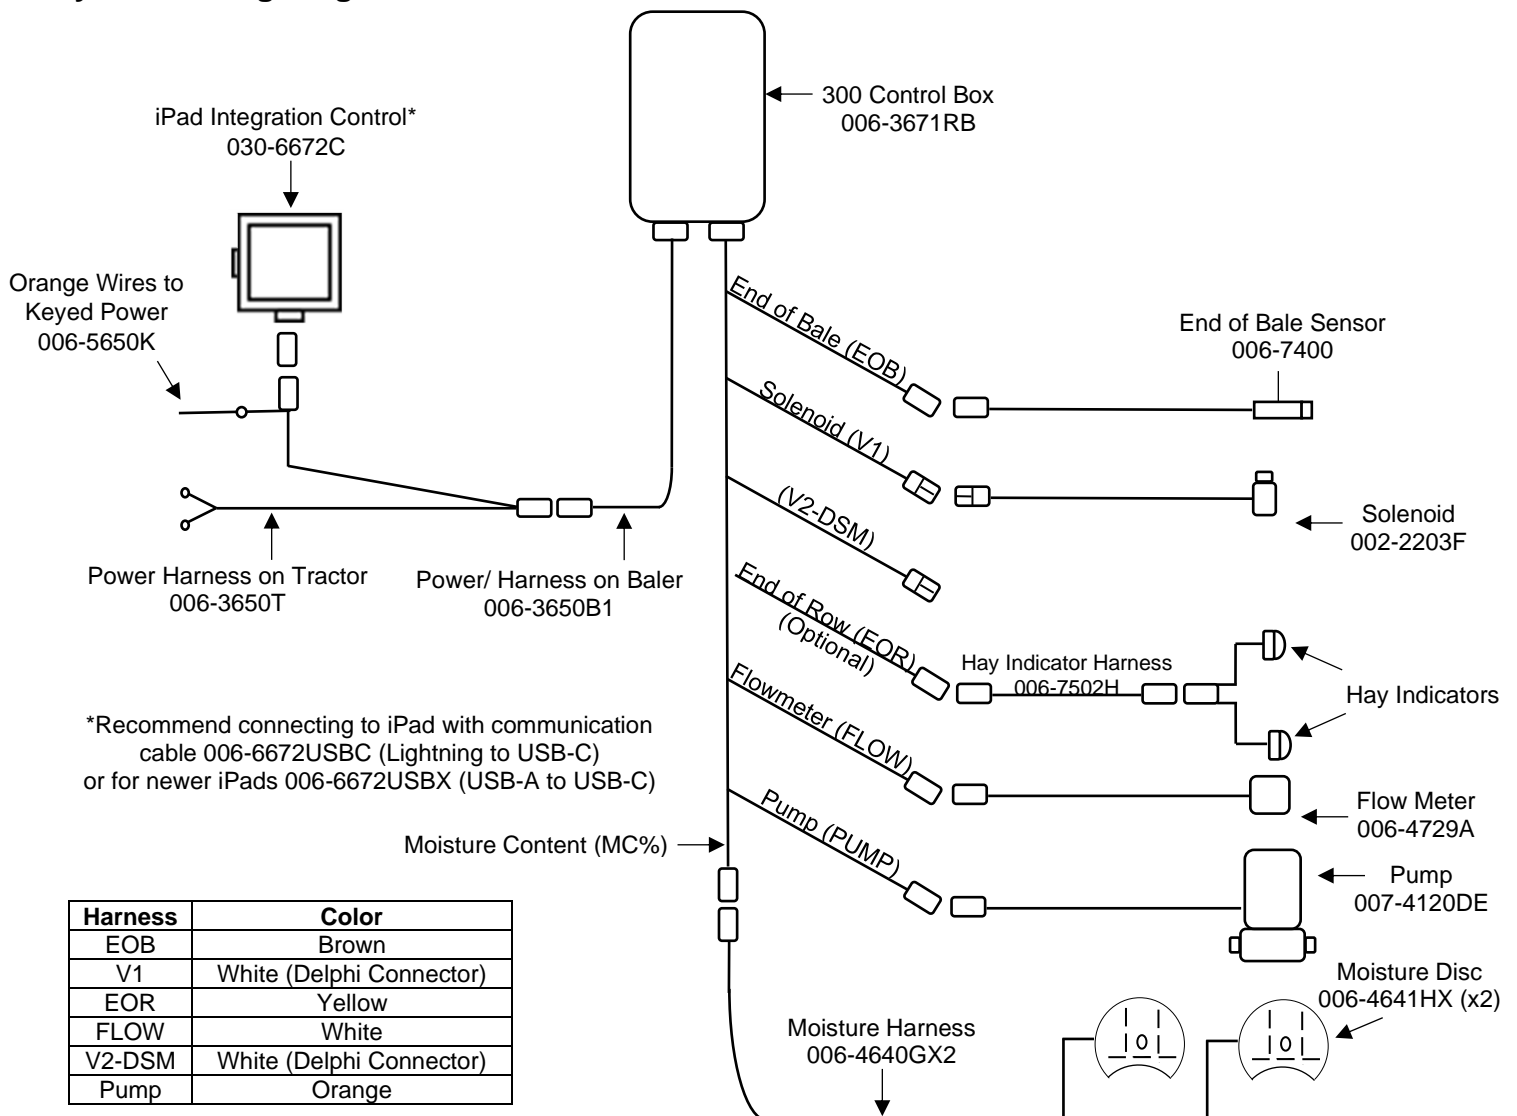 300 Control Box
006-3671RB
iPad Integration Control*
030-6672C
Orange Wires to
Keyed Power
006-5650K
End of Bale (EOB)
End of Bale Sensor
006-7400
Solenoid (V1)
Solenoid
002-2203F
(V2-DSM)
Power Harness on Tractor
006-3650T
Power/ Harness on Baler
006-3650B1
End of Row (EOR)
(Optional)
Hay Indicator Harness
006-7502H
Hay Indicators
*Recommend connecting to iPad with communication
cable 006-6672USBC (Lightning to USB-C)
or for newer iPads 006-6672USBX (USB-A to USB-C)
Flowmeter (FLOW)
Flow Meter
006-4729A
Pump (PUMP)
Pump
007-4120DE
Moisture Content (MC%)
Harness Color
EOB Brown
V1 White (Delphi Connector)
EOR Yellow
FLOW White
V2-DSM White (Delphi Connector)
Pump Orange
Moisture Disc
006-4641HX (x2)
Moisture Harness
006-4640GX2